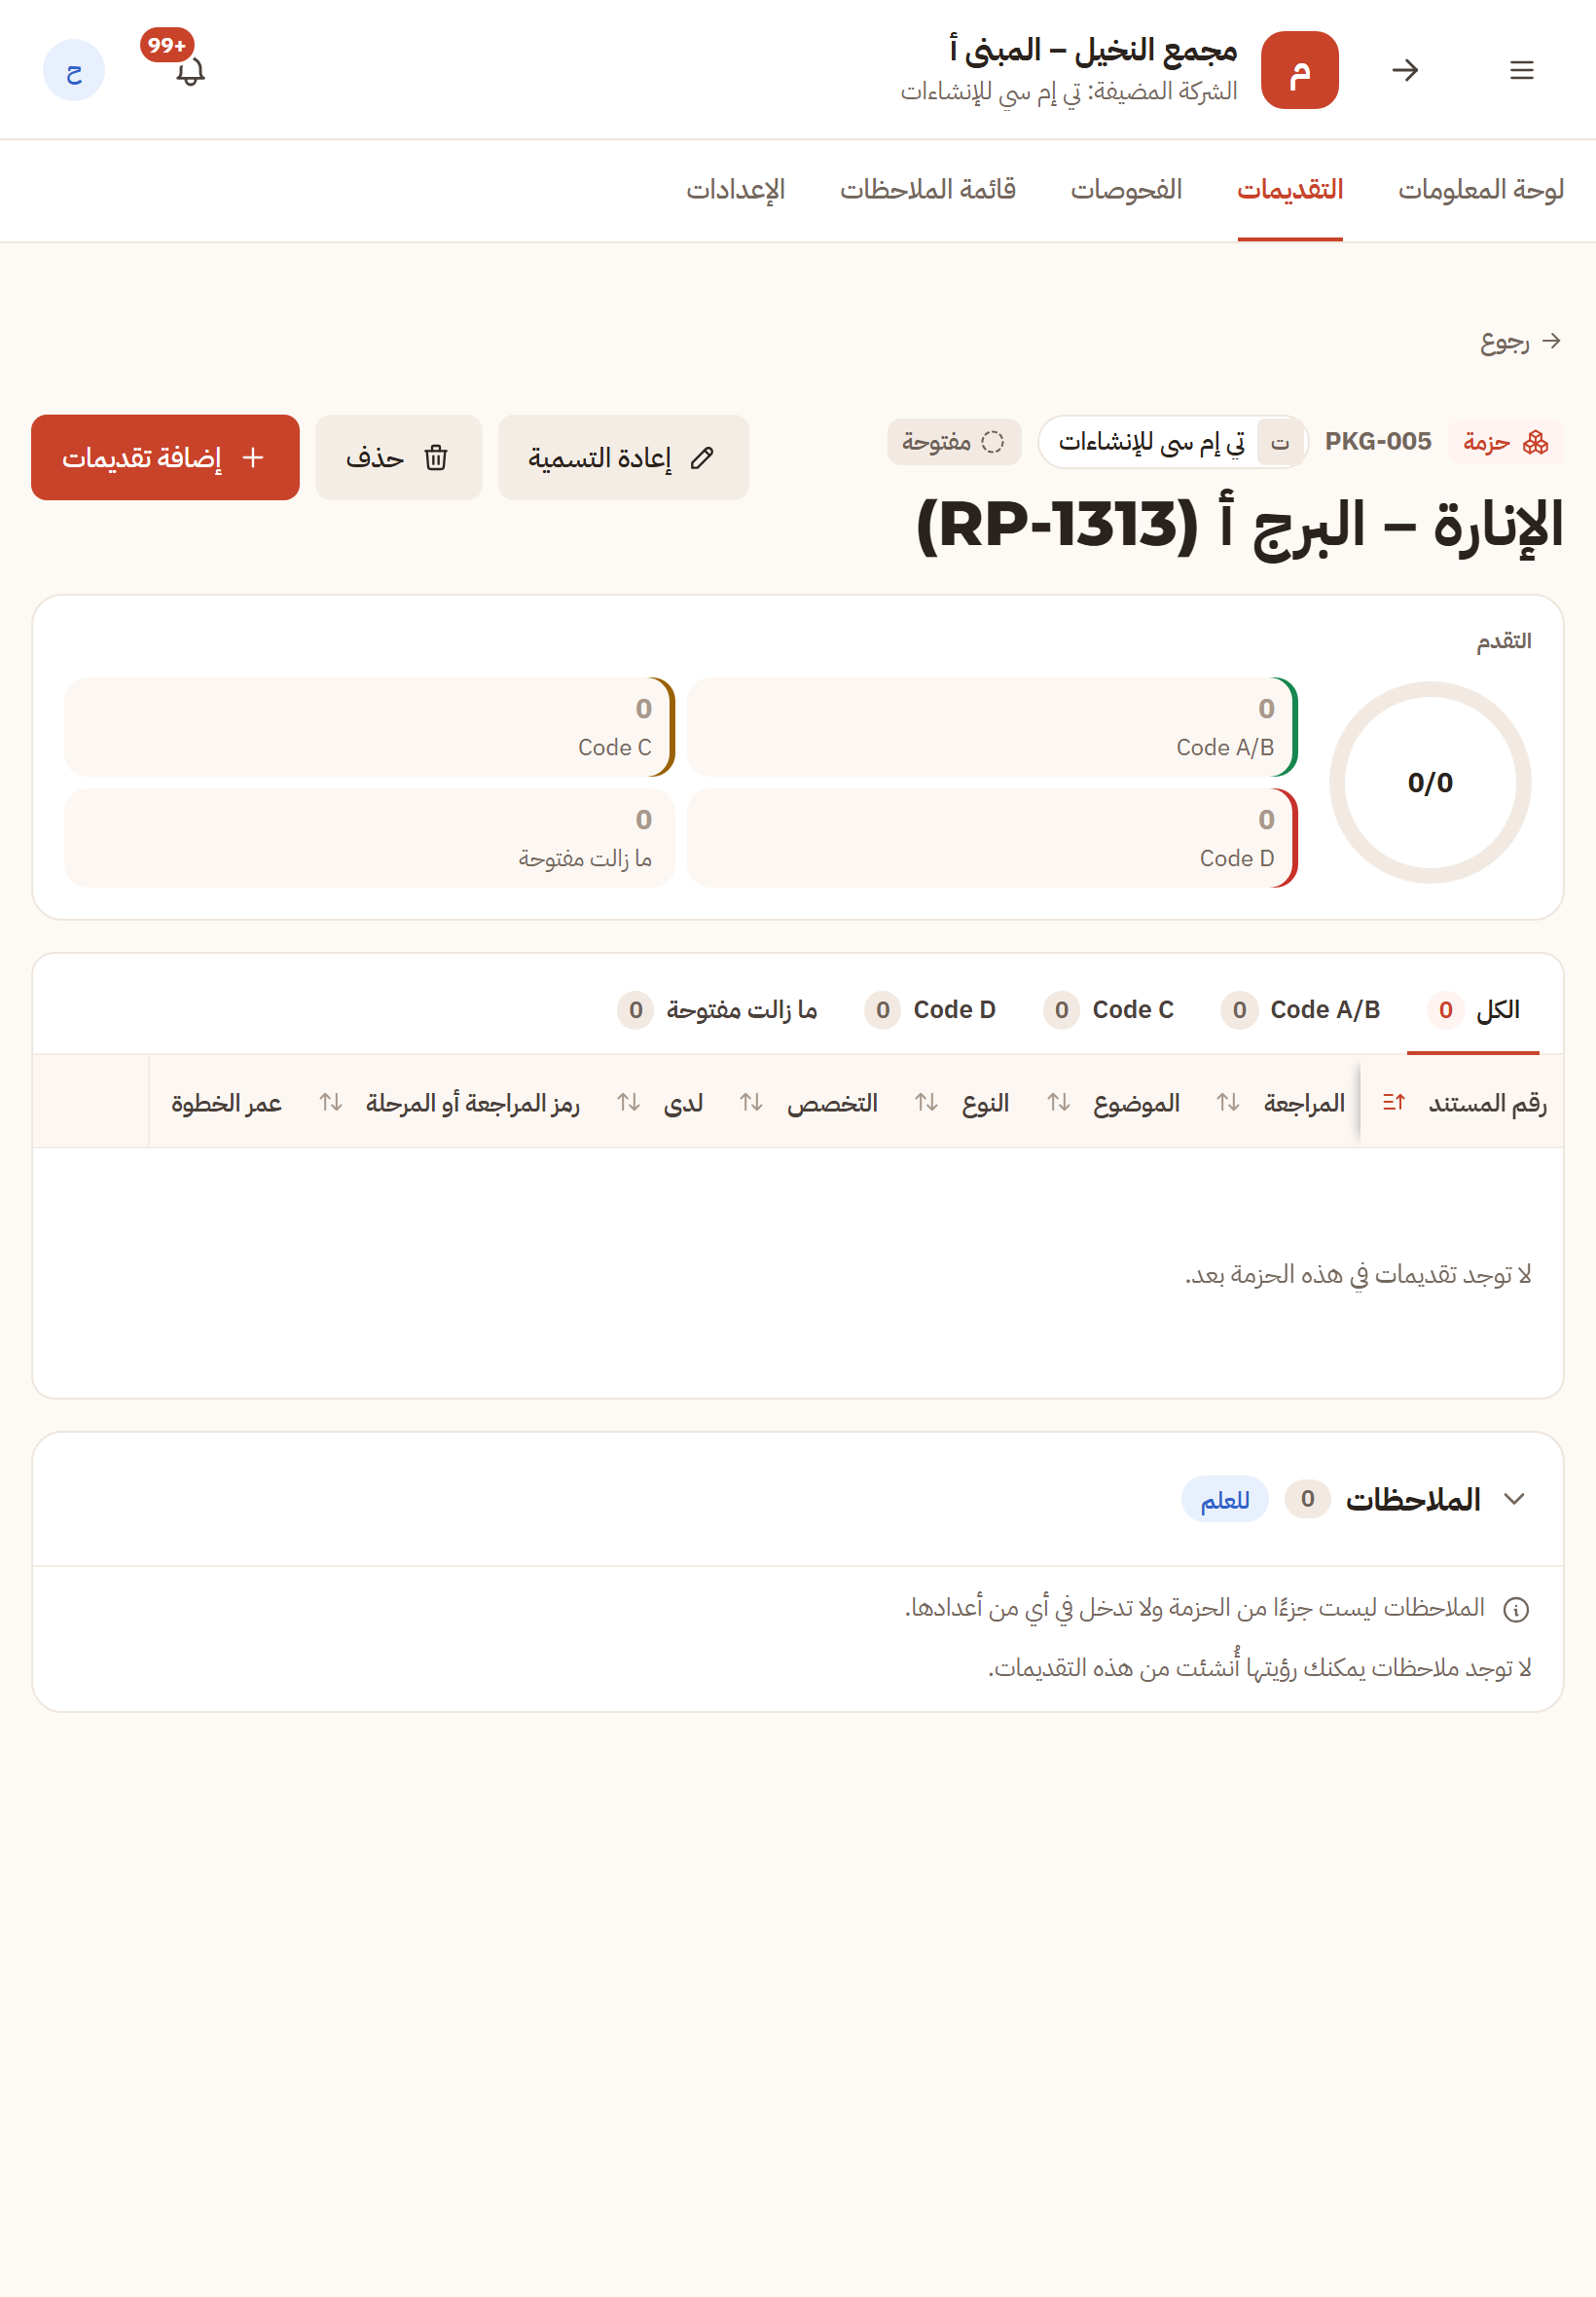 م
مجمع النخيل – المبنى أ
الشركة المضيفة: تي إم سي للإنشاءات
99+
ح
لوحة المعلومات
التقديمات
الفحوصات
قائمة الملاحظات
الإعدادات
رجوع
حزمة
PKG-005
ت
تي إم سي للإنشاءات
مفتوحة
إعادة التسمية
حذف
إضافة تقديمات
الإنارة – البرج أ (RP-1313)
التقدم
0/0
0
Code A/B
0
Code C
0
Code D
0
ما زالت مفتوحة
الكل 0
Code A/B 0
Code C 0
Code D 0
ما زالت مفتوحة 0
رقم المستند
المراجعة
الموضوع
النوع
التخصص
لدى
رمز المراجعة أو المرحلة
عمر الخطوة
لا توجد تقديمات في هذه الحزمة بعد.
الملاحظات 0 للعلم
الملاحظات ليست جزءًا من الحزمة ولا تدخل في أي من أعدادها.
لا توجد ملاحظات يمكنك رؤيتها أُنشئت من هذه التقديمات.